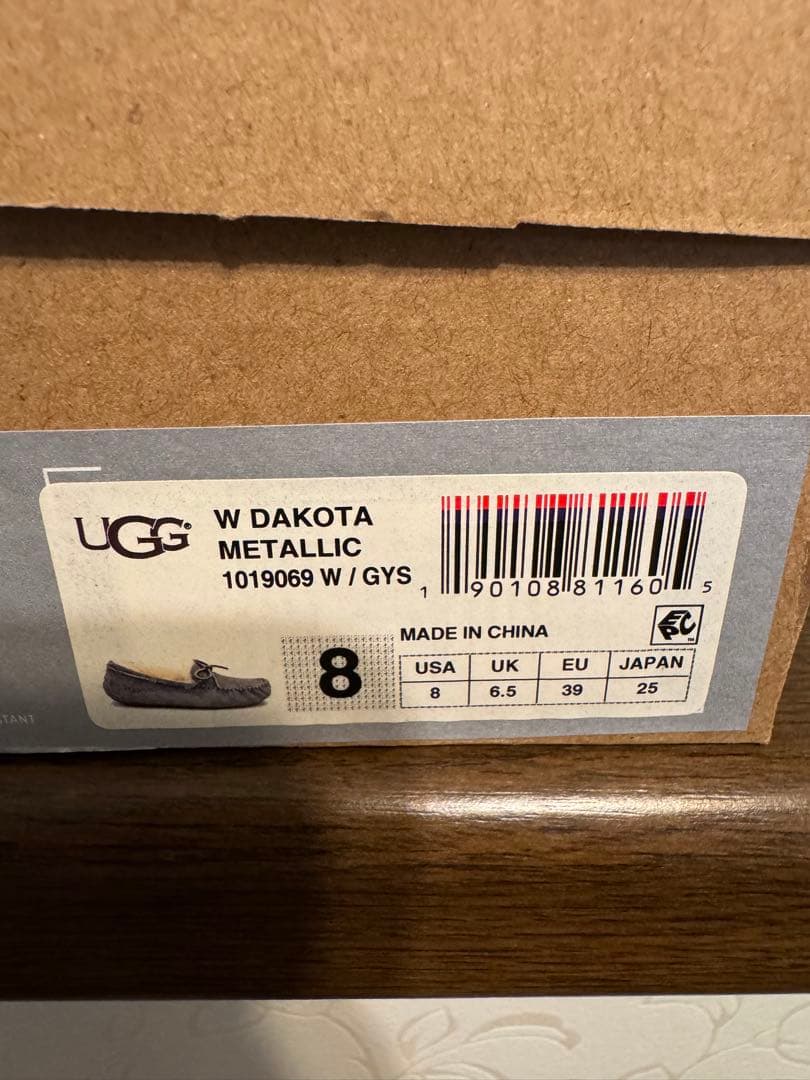 UGG®
W DAKOTA
METALLIC
1019069 W / GYS
1 90108 81160 5
MADE IN CHINA
EPC™
8
USA UK EU JAPAN
8 6.5 39 25